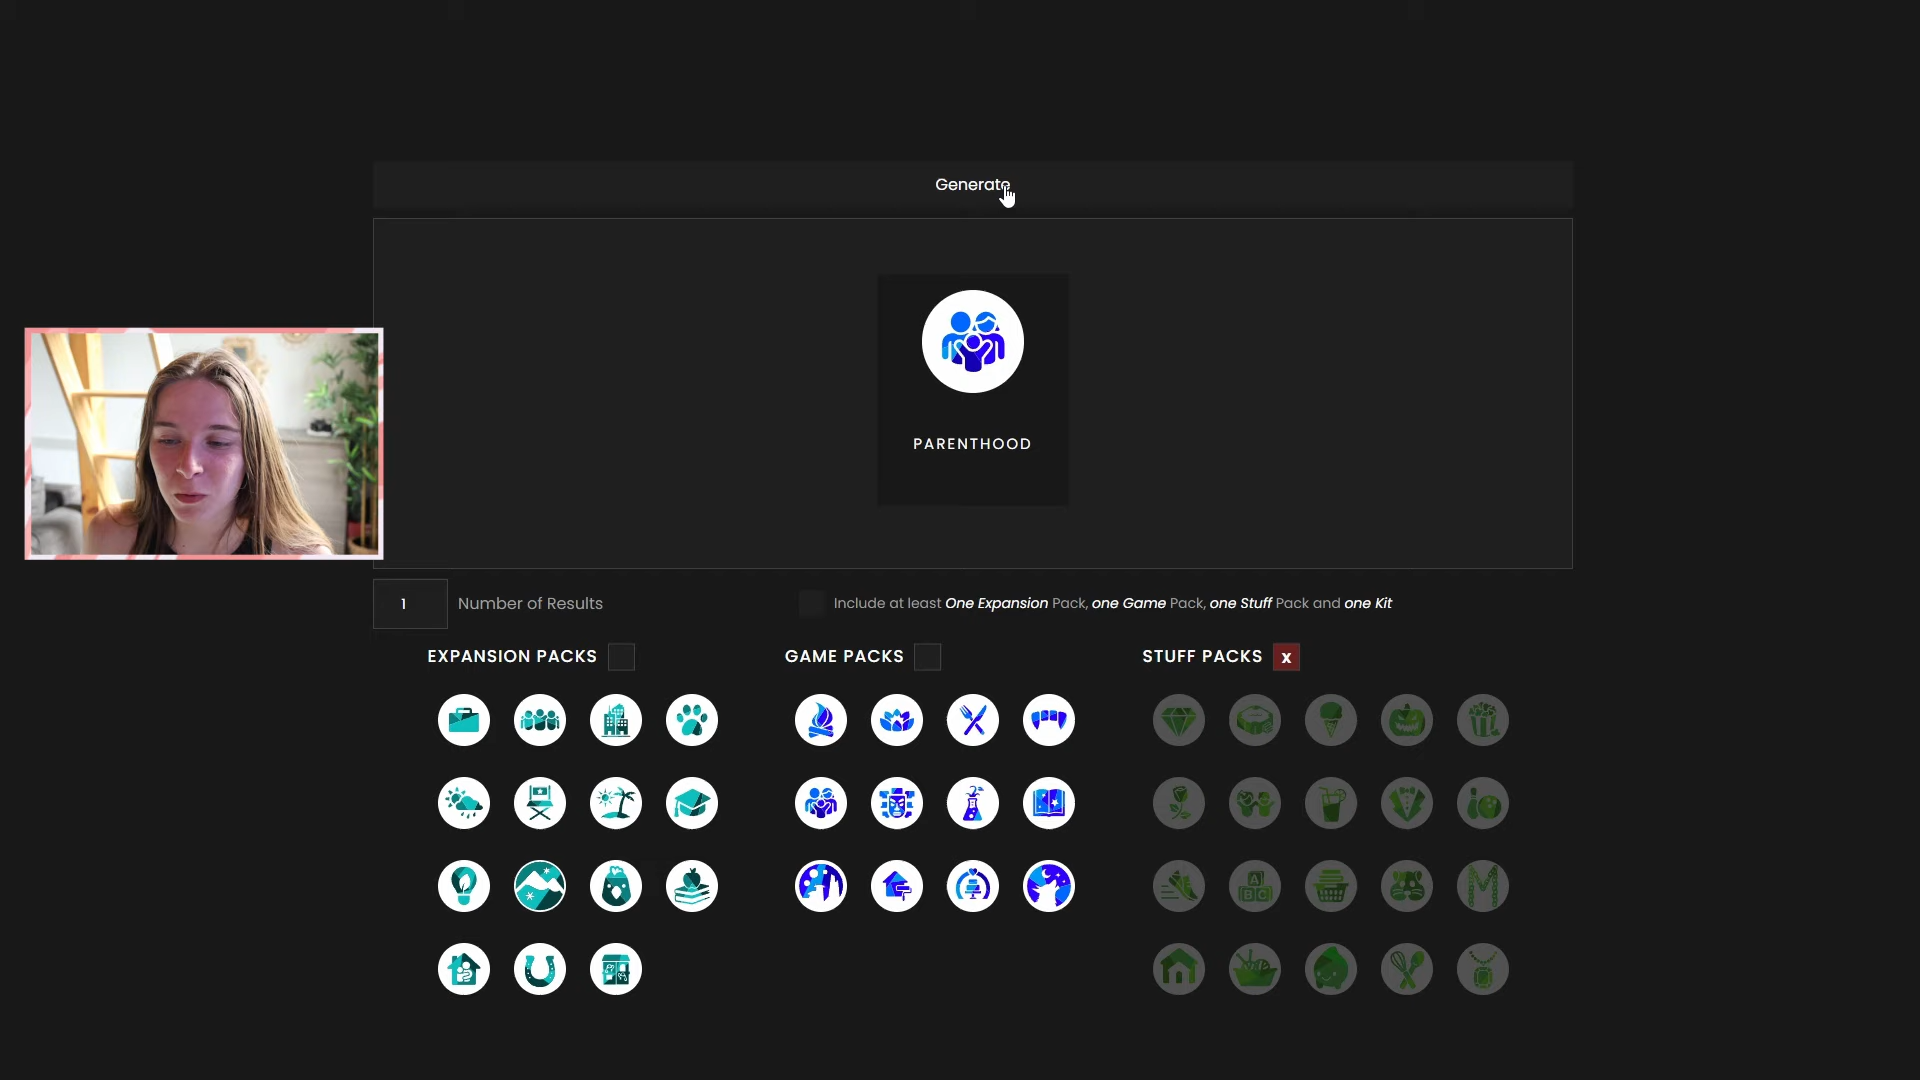 Generate
PARENTHOOD
1 Number of Results
Include at least One Expansion Pack, one Game Pack, one Stuff Pack and one Kit
EXPANSION PACKS
GAME PACKS
STUFF PACKS x